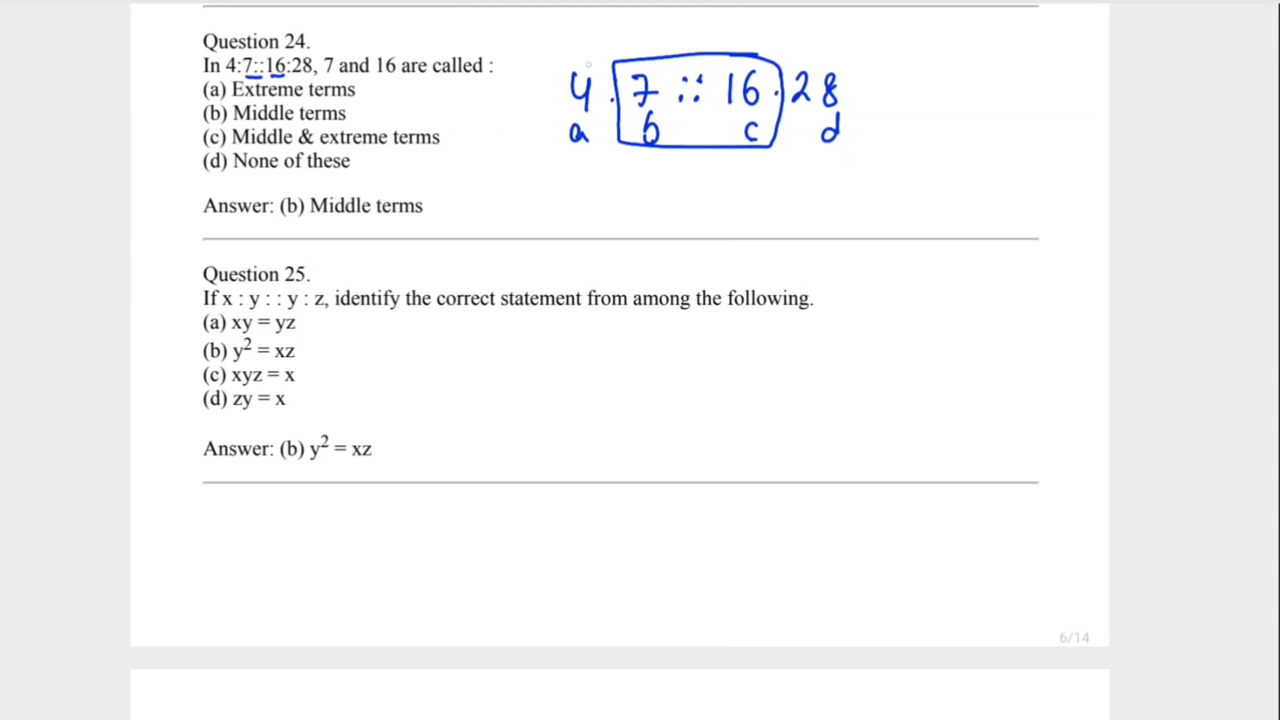 Question 24.
In 4:7::16:28, 7 and 16 are called :
(a) Extreme terms
(b) Middle terms
(c) Middle & extreme terms
(d) None of these
4 : 7 :: 16 : 28
a b c d
Answer: (b) Middle terms
Question 25.
If x : y : : y : z, identify the correct statement from among the following.
(a) xy = yz
(b) y² = xz
(c) xyz = x
(d) zy = x
Answer: (b) y² = xz
6/14